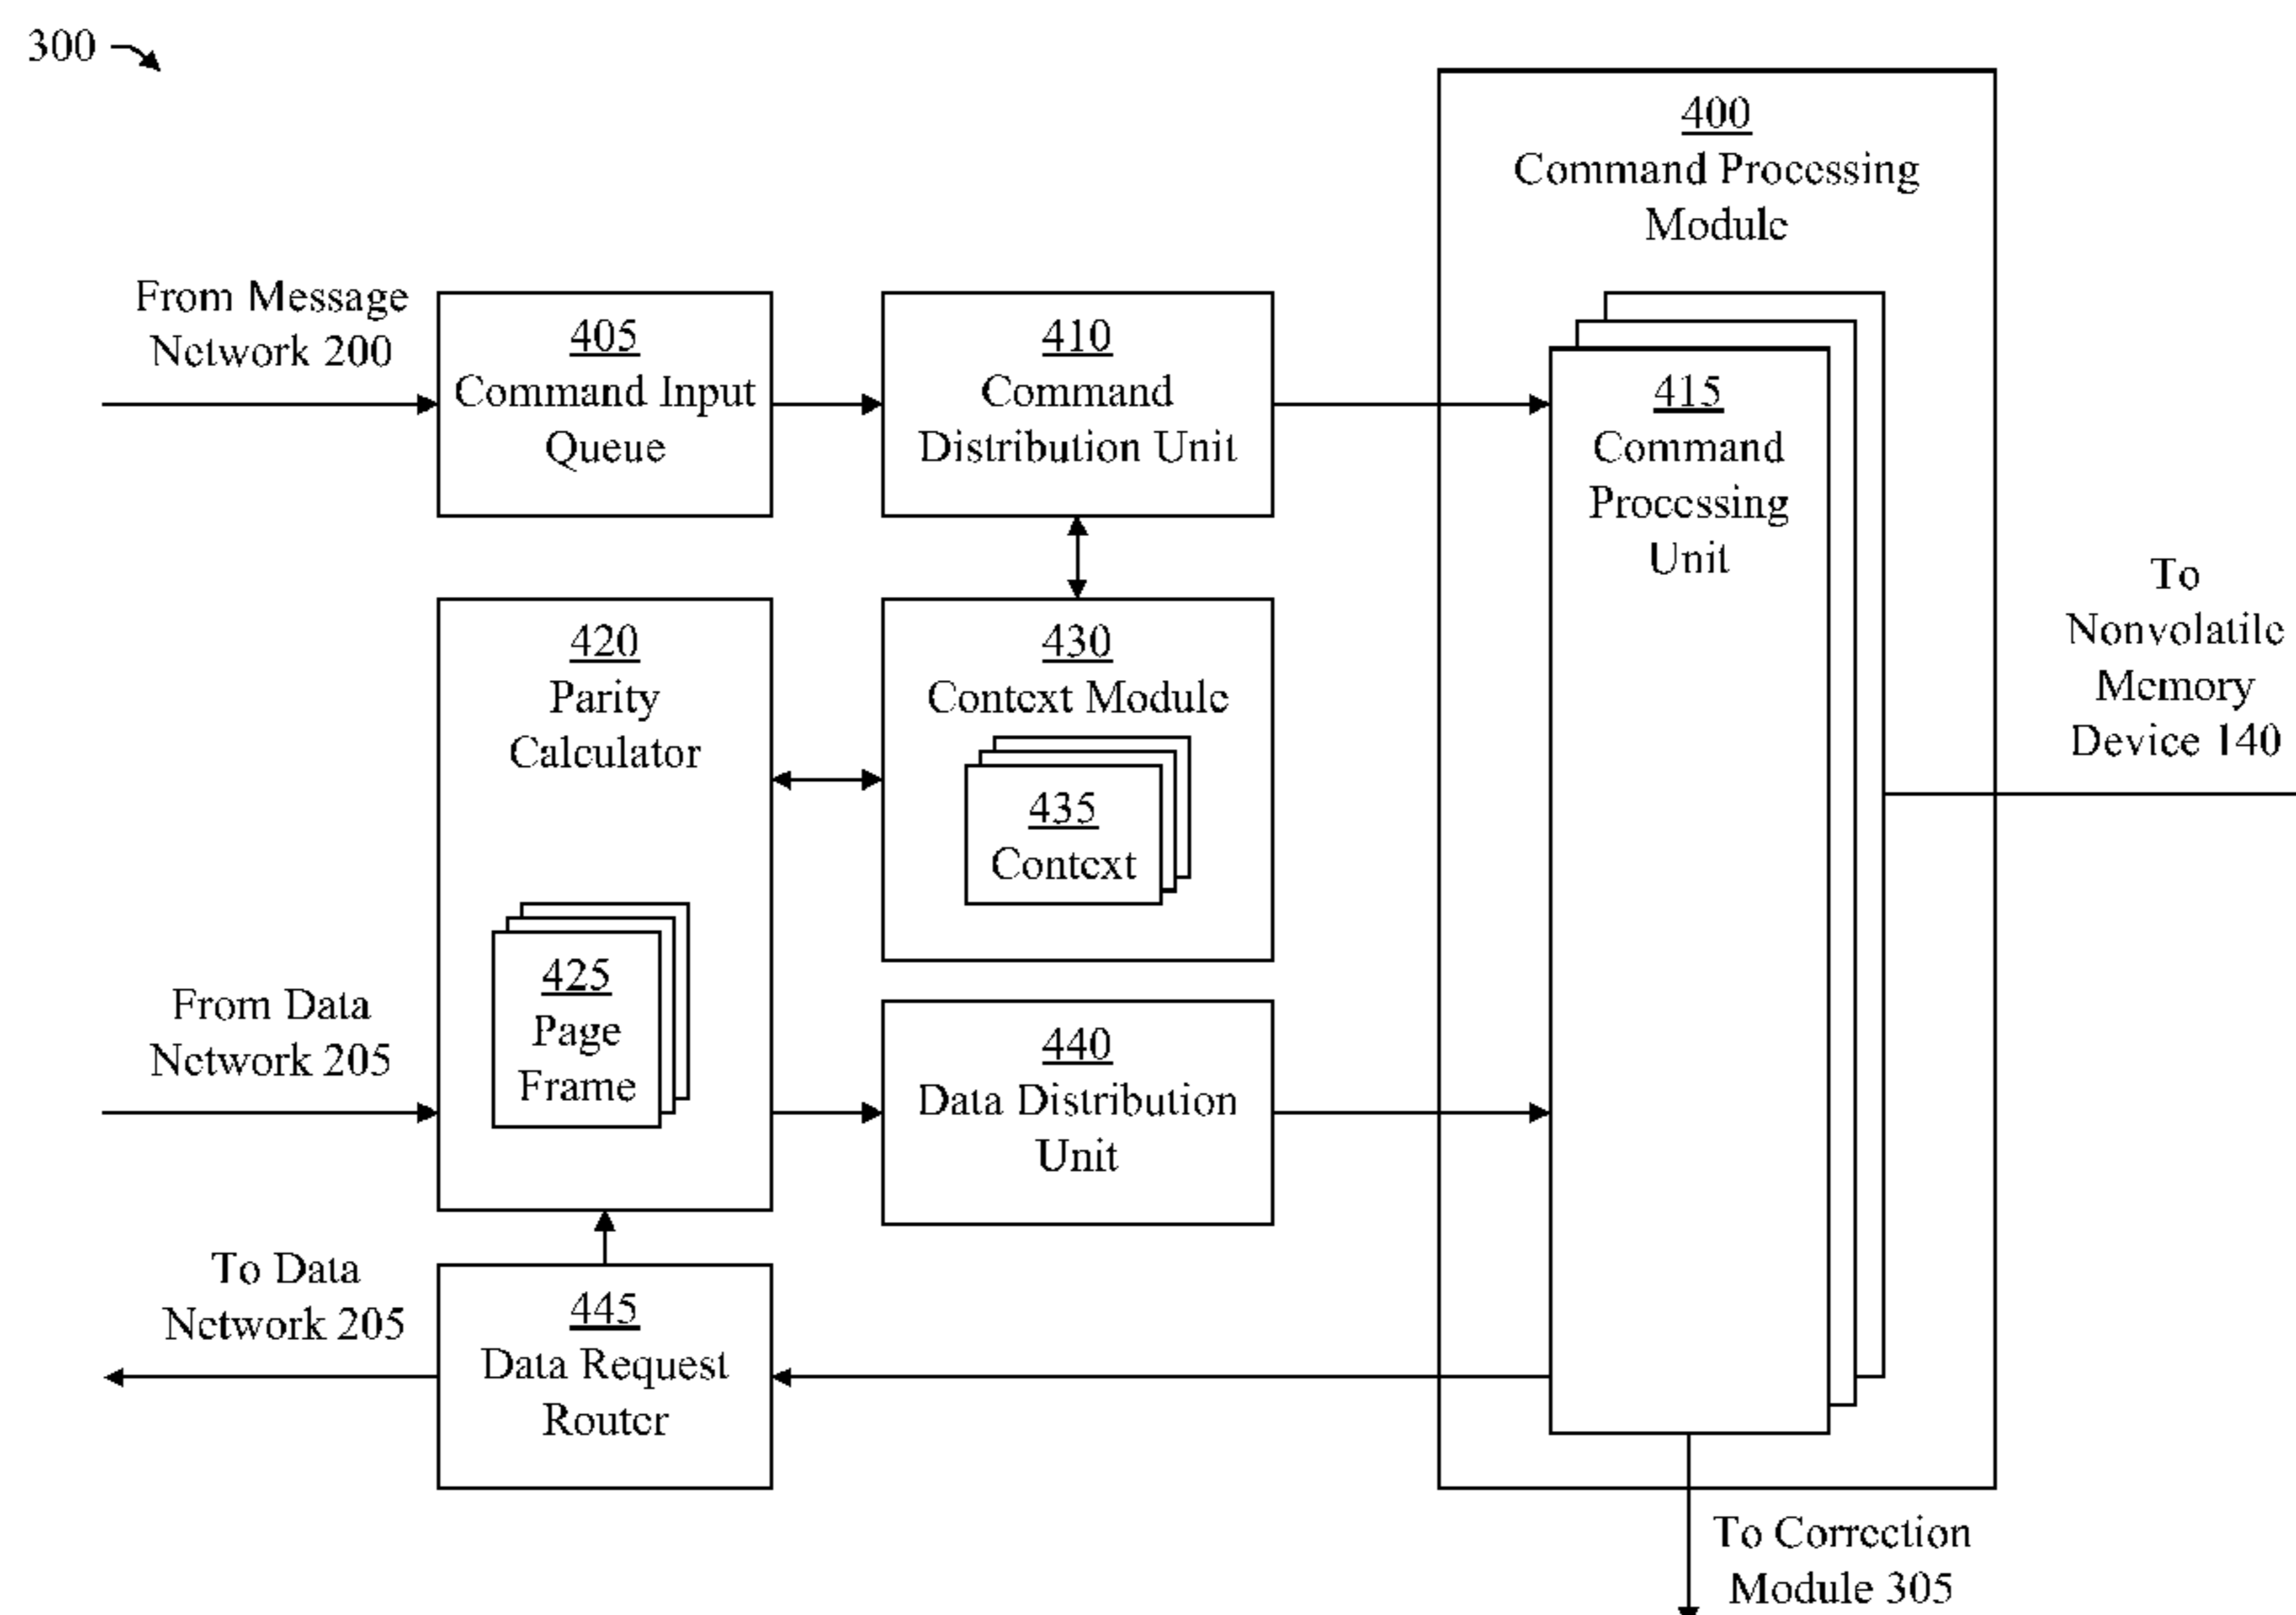 300
400
Command Processing
Module
From Message
Network 200
405
Command Input
Queue
410
Command
Distribution Unit
415
Command
Processing
Unit
To
Nonvolatile
Memory
Device 140
420
Parity
Calculator
430
Context Module
435
Context
425
Page
Frame
From Data
Network 205
440
Data Distribution
Unit
To Data
Network 205
445
Data Request
Router
To Correction
Module 305